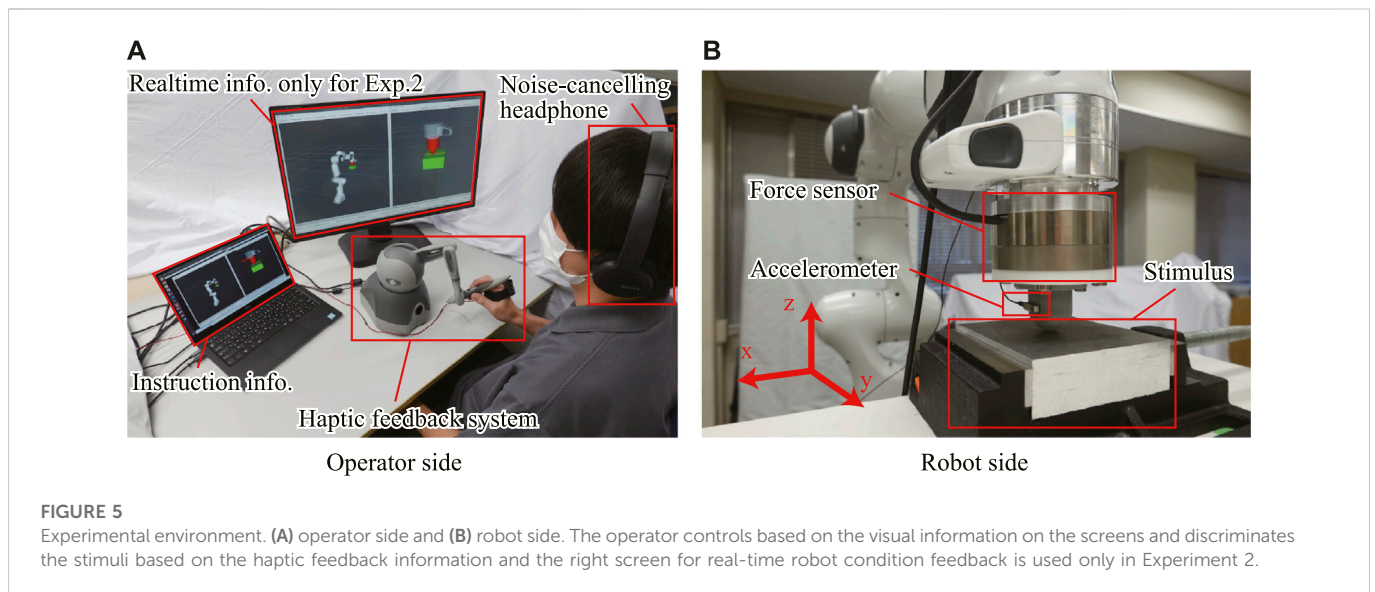 A
B
Realtime info. only for Exp.2
Noise-cancelling
headphone
Instruction info.
Haptic feedback system
Force sensor
Accelerometer
Stimulus
z
x
y
Operator side
Robot side
FIGURE 5
Experimental environment. (A) operator side and (B) robot side. The operator controls based on the visual information on the screens and discriminates
the stimuli based on the haptic feedback information and the right screen for real-time robot condition feedback is used only in Experiment 2.